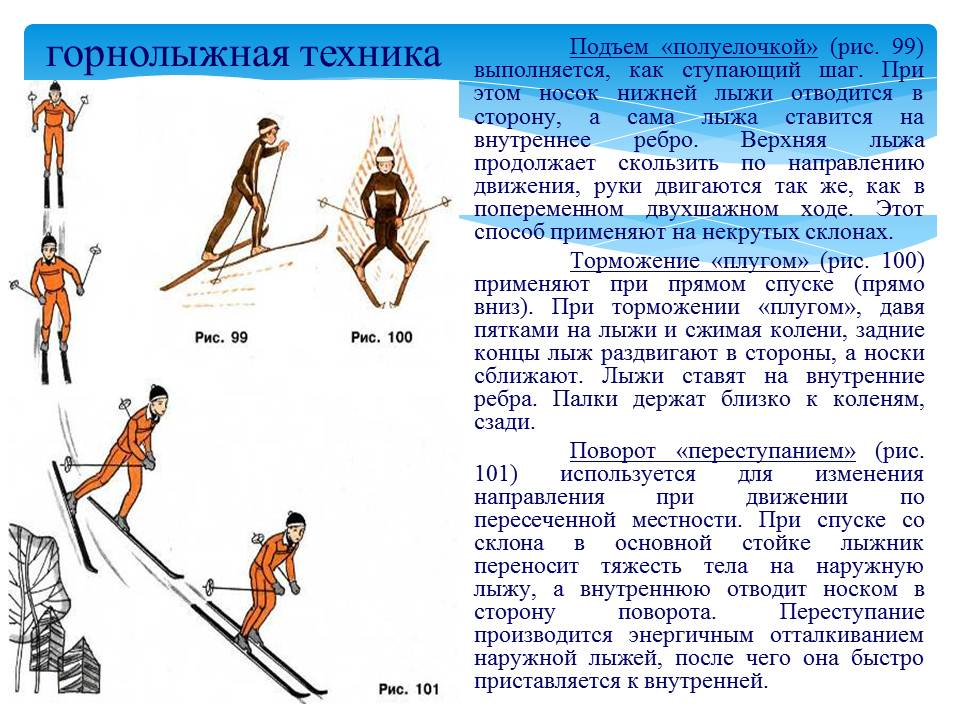 горнолыжная техника
Подъем «полуелочкой» (рис. 99)
выполняется, как ступающий шаг. При
этом носок нижней лыжи отводится в
сторону, а сама лыжа ставится на
внутреннее ребро. Верхняя лыжа
продолжает скользить по направлению
движения, руки двигаются так же, как в
попеременном двухшажном ходе. Этот
способ применяют на некрутых склонах.
Торможение «плугом» (рис. 100)
применяют при прямом спуске (прямо
вниз). При торможении «плугом», давя
пятками на лыжи и сжимая колени, задние
концы лыж раздвигают в стороны, а носки
сближают. Лыжи ставят на внутренние
ребра. Палки держат близко к коленям,
сзади.
Поворот «переступанием» (рис.
101) используется для изменения
направления при движении по
пересеченной местности. При спуске со
склона в основной стойке лыжник
переносит тяжесть тела на наружную
лыжу, а внутреннюю отводит носком в
сторону поворота. Переступание
производится энергичным отталкиванием
наружной лыжей, после чего она быстро
приставляется к внутренней.
Рис. 99
Рис. 100
Рис. 101